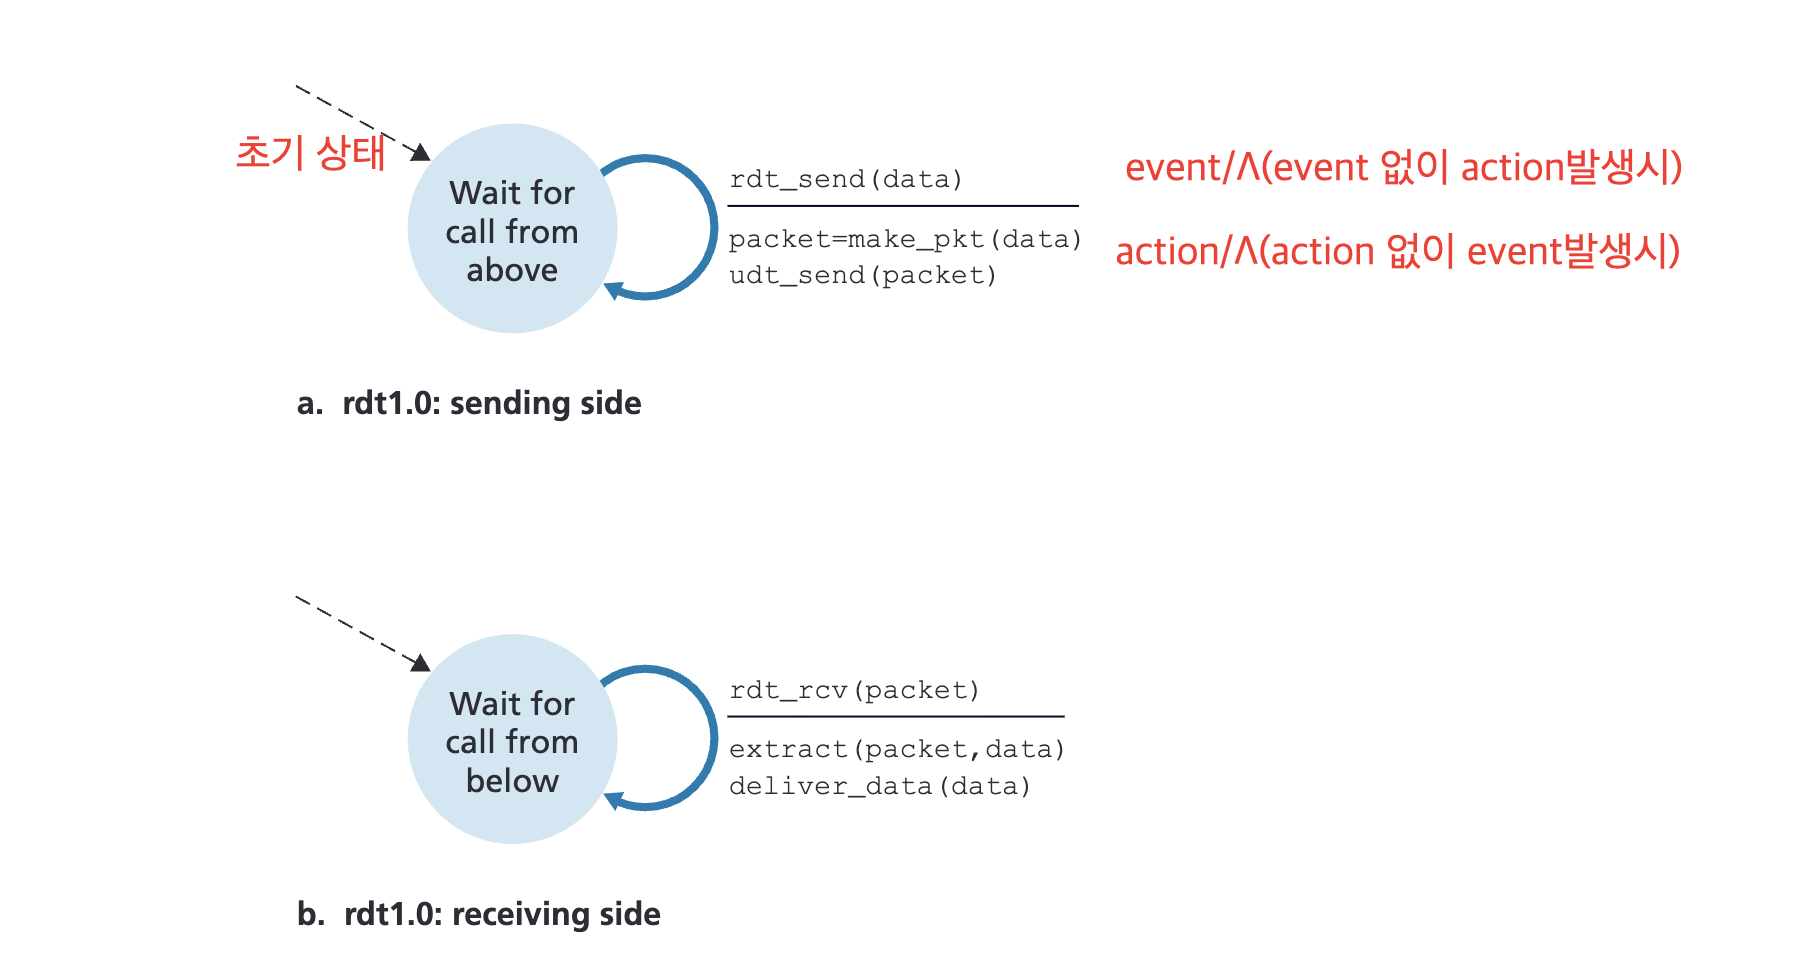 초기 상태
Wait for
call from
above
rdt_send(data)
event/Λ(event 없이 action발생시)
packet=make_pkt(data)
udt_send(packet)
action/Λ(action 없이 event발생시)
a. rdt1.0: sending side
Wait for
call from
below
rdt_rcv(packet)
extract(packet,data)
deliver_data(data)
b. rdt1.0: receiving side